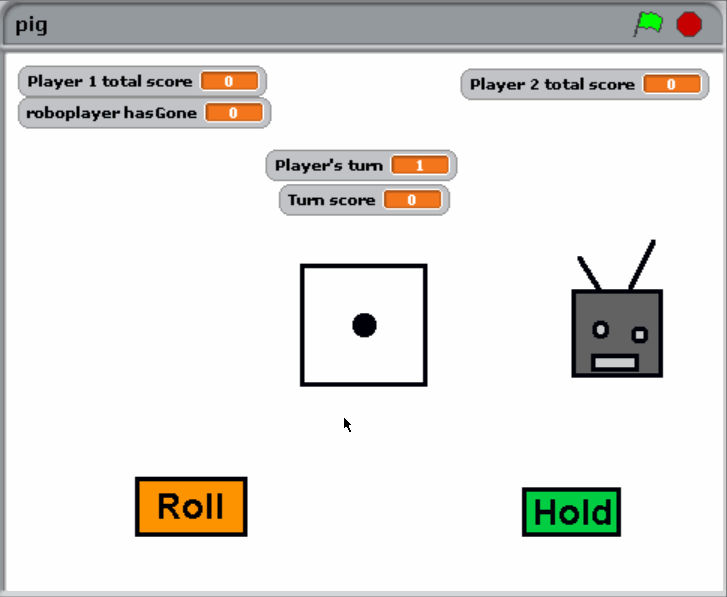 pig
Player 1 total score 0
Player 2 total score 0
roboplayer hasGone 0
Player's turn 1
Turn score 0
Roll
Hold